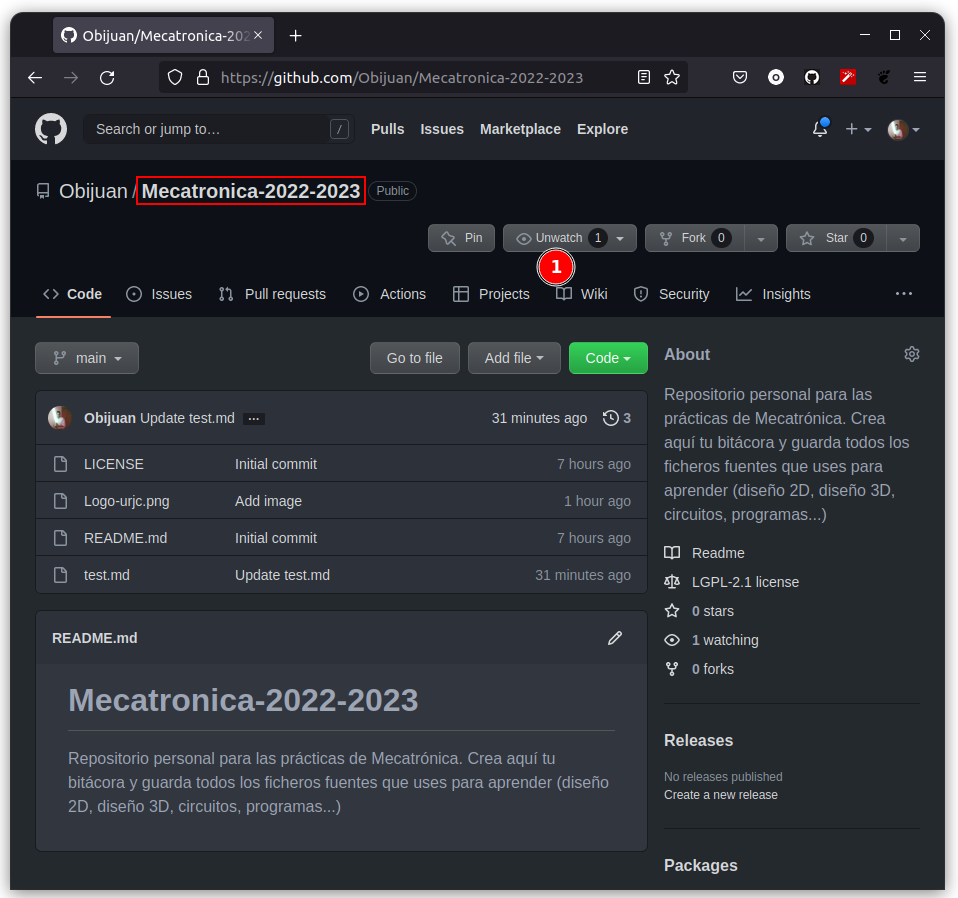 Obijuan/Mecatronica-202
https://github.com/Obijuan/Mecatronica-2022-2023
Search or jump to… /
Pulls Issues Marketplace Explore
Obijuan / Mecatronica-2022-2023 Public
Pin Unwatch 1 Fork 0 Star 0
1
Code Issues Pull requests Actions Projects Wiki Security Insights
main Go to file Add file Code
Obijuan Update test.md 31 minutes ago 3
LICENSE Initial commit 7 hours ago
Logo-urjc.png Add image 1 hour ago
README.md Initial commit 7 hours ago
test.md Update test.md 31 minutes ago
README.md
Mecatronica-2022-2023
Repositorio personal para las prácticas de Mecatrónica. Crea aquí tu
bitácora y guarda todos los ficheros fuentes que uses para aprender (diseño
2D, diseño 3D, circuitos, programas...)
About
Repositorio personal para las
prácticas de Mecatrónica. Crea
aquí tu bitácora y guarda todos los
ficheros fuentes que uses para
aprender (diseño 2D, diseño 3D,
circuitos, programas...)
Readme
LGPL-2.1 license
0 stars
1 watching
0 forks
Releases
No releases published
Create a new release
Packages